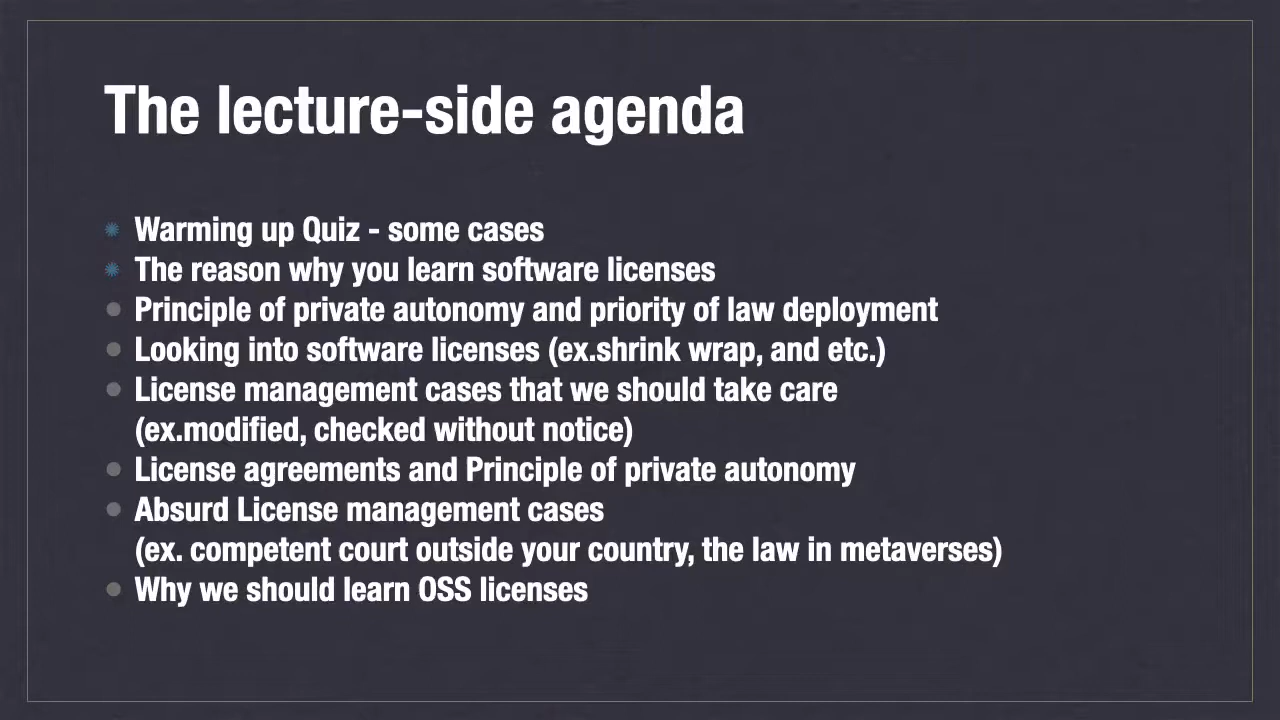 The lecture-side agenda
Warming up Quiz - some cases
The reason why you learn software licenses
Principle of private autonomy and priority of law deployment
Looking into software licenses (ex.shrink wrap, and etc.)
License management cases that we should take care
(ex.modified, checked without notice)
License agreements and Principle of private autonomy
Absurd License management cases
(ex. competent court outside your country, the law in metaverses)
Why we should learn OSS licenses